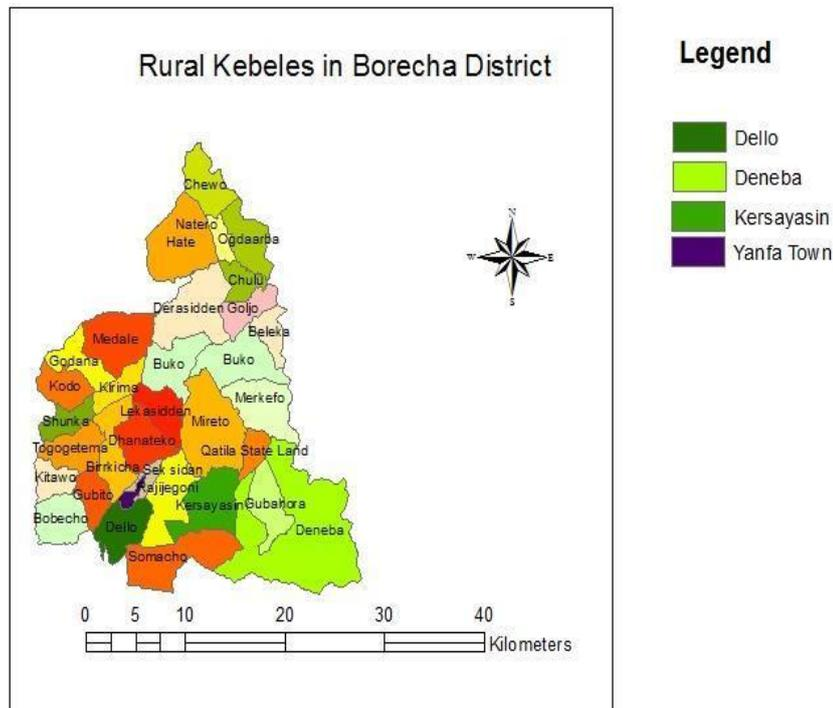 Rural Kebeles in Borecha District
Legend
Dello
Deneba
Kersayasin
Yanfa Town
Chewo
Natero
Hate
Ogdaarba
Chulu
Derasidden
Goljo
Beleka
Medale
Godana
Buko
Buko
Kodo
Kirima
Merkefo
Lekasidden
Shunka
Mireto
Dhanateko
Togogetema
Qatila State Land
Birrkicha
Sek sidan
Kitawo
Rajijegoni
Gubito
Kersayasin
Gubahora
Bobecho
Dello
Deneba
Somacho
N
W
E
S
0 5 10 20 30 40
Kilometers